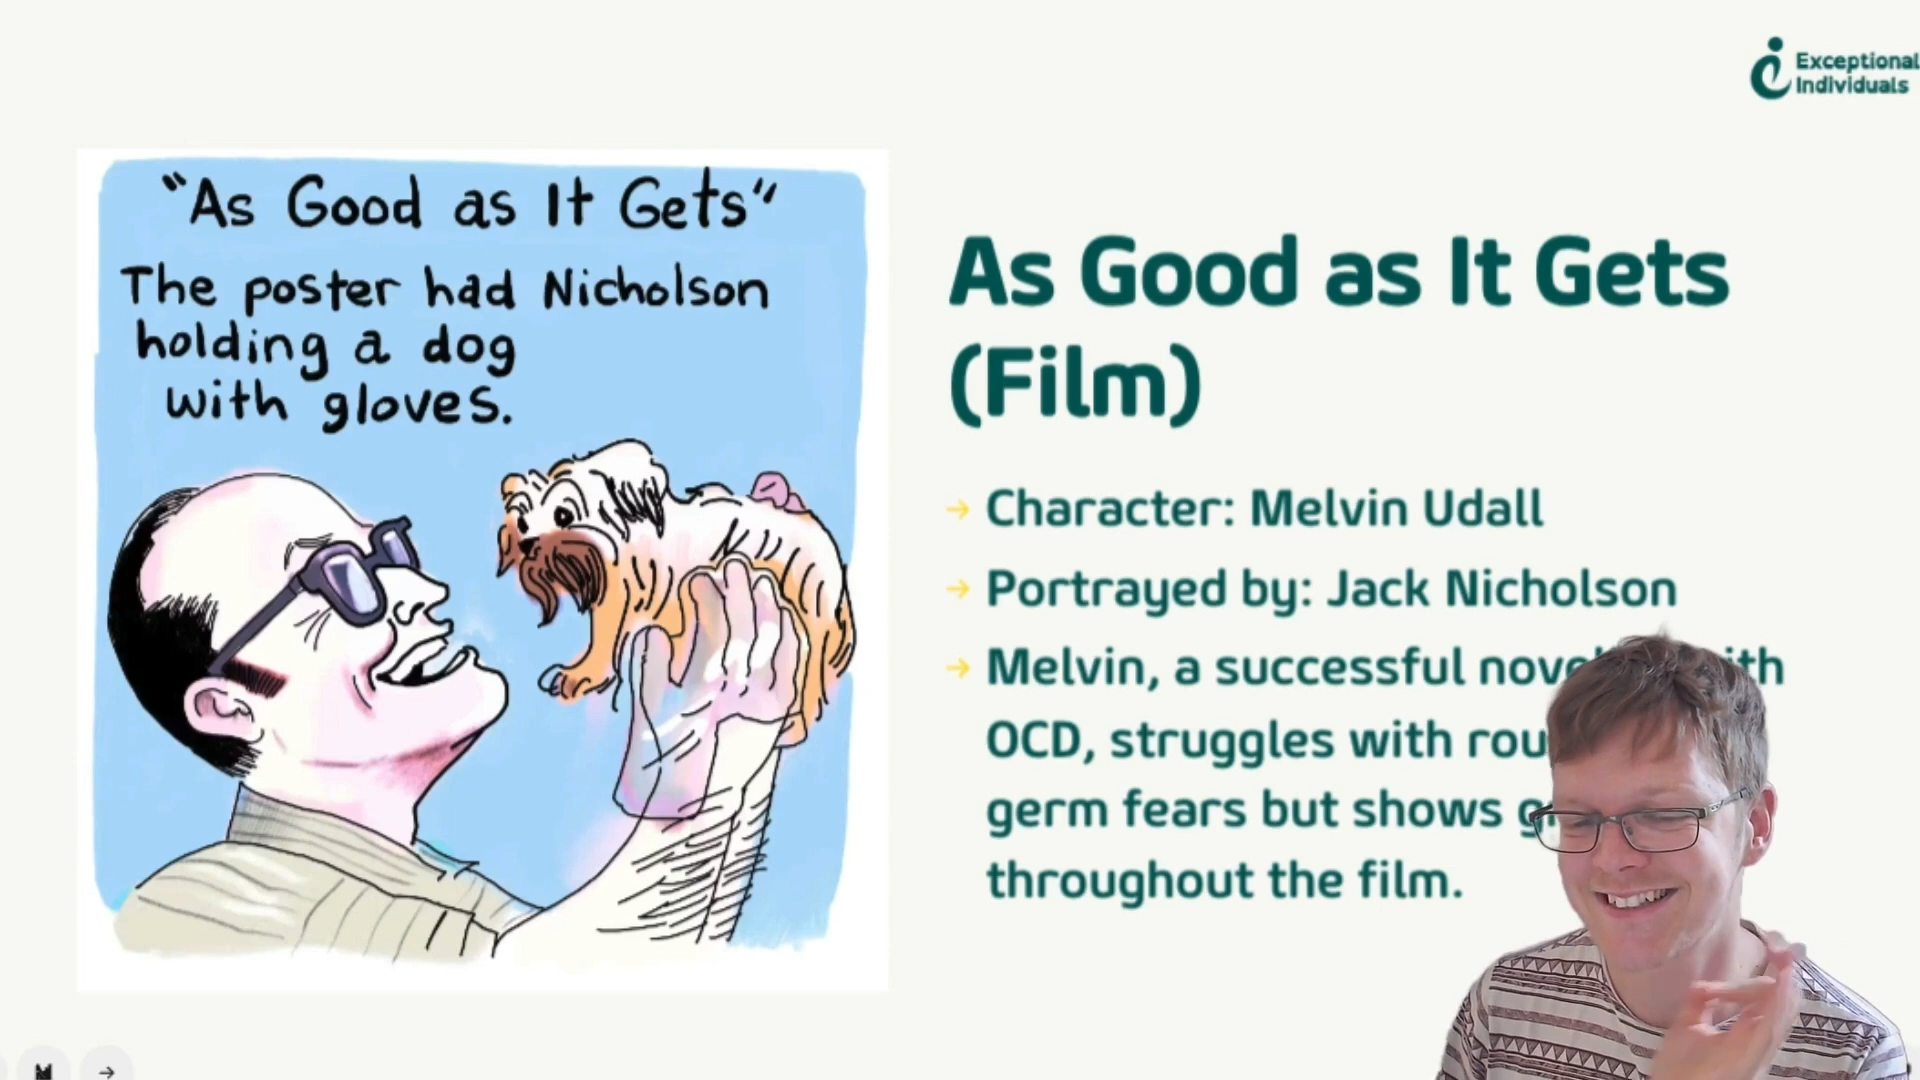 Exceptional
Individuals
"As Good as It Gets"
The poster had Nicholson
holding a dog
with gloves.
As Good as It Gets
(Film)
→ Character: Melvin Udall
→ Portrayed by: Jack Nicholson
→ Melvin, a successful
OCD, struggles with
germ fears but shows
throughout the film.